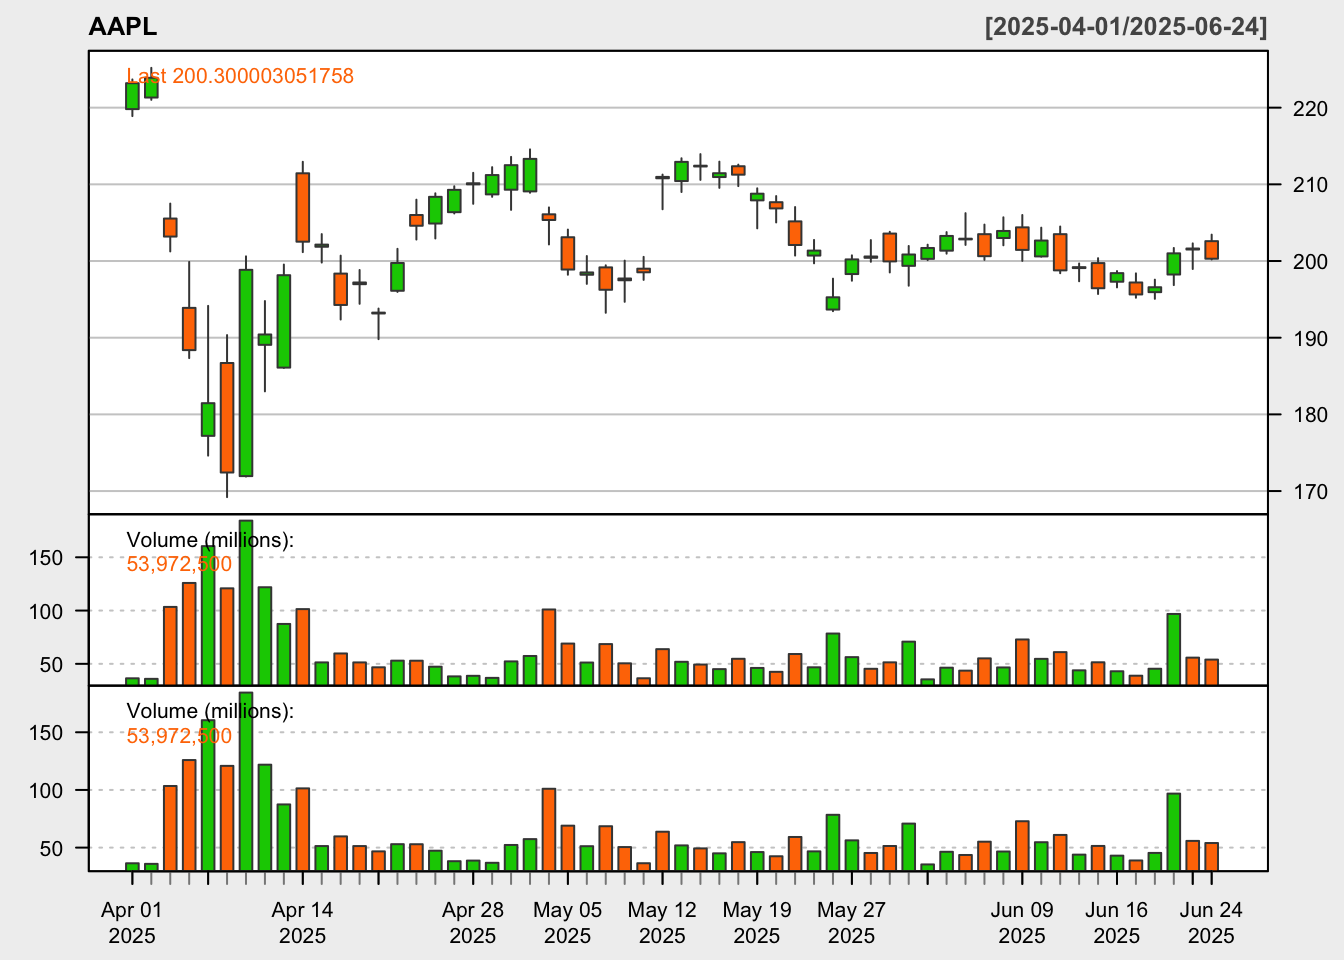 AAPL [2025-04-01/2025-06-24]
Last 200.300003051758
220
210
200
190
180
170
Volume (millions):
53,972,500
150
100
50
Volume (millions):
53,972,500
150
100
50
Apr 01 Apr 14 Apr 28 May 05 May 12 May 19 May 27 Jun 09 Jun 16 Jun 24
2025 2025 2025 2025 2025 2025 2025 2025 2025 2025